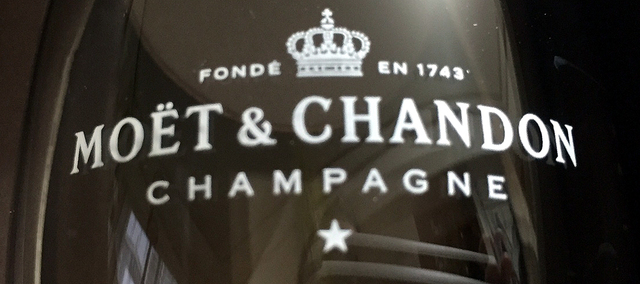 FONDÉ EN 1743
MOËT & CHANDON
CHAMPAGNE